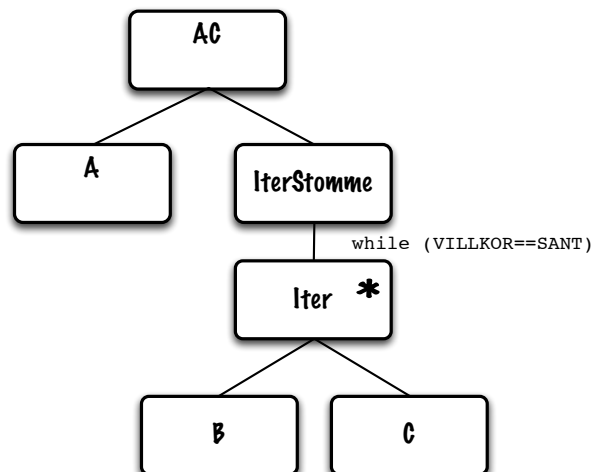 AC
A
IterStomme
while (VILLKOR==SANT)
Iter *
B
C